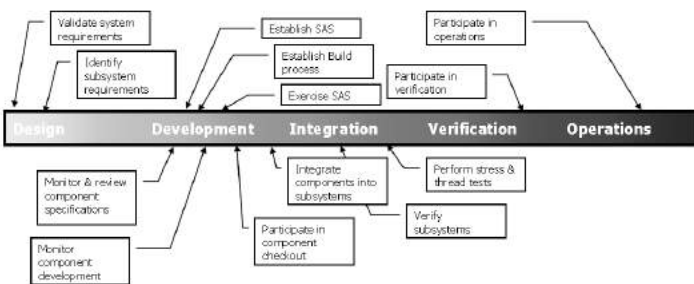 Validate system
requirements
Identify
subsystem
requirements
Establish SAS
Establish Build
process
Exercise SAS
Participate in
operations
Participate in
verification
Design
Development
Integration
Verification
Operations
Monitor & review
component
specifications
Monitor
component
development
Participate in
component
checkout
Integrate
components into
subsystems
Perform stress &
thread tests
Verify
subsystems